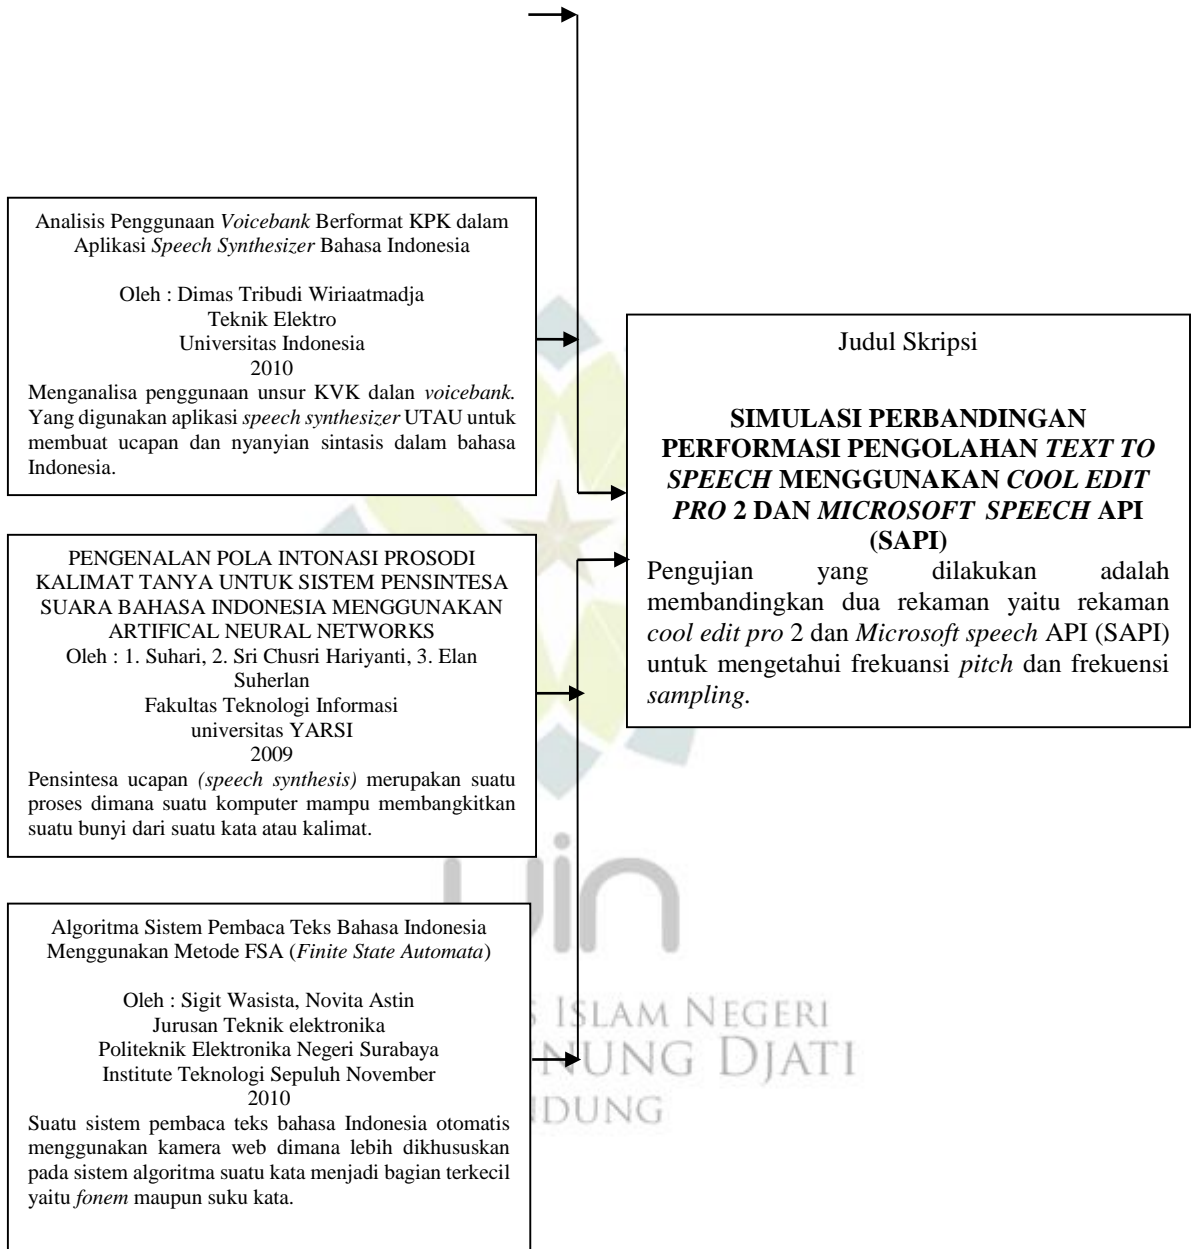 Analisis Penggunaan Voicebank Berformat KPK dalam
Aplikasi Speech Synthesizer Bahasa Indonesia
Oleh : Dimas Tribudi Wiriaatmadja
Teknik Elektro
Universitas Indonesia
2010
Menganalisa penggunaan unsur KVK dalan voicebank.
Yang digunakan aplikasi speech synthesizer UTAU untuk
membuat ucapan dan nyanyian sintasis dalam bahasa
Indonesia.
PENGENALAN POLA INTONASI PROSODI
KALIMAT TANYA UNTUK SISTEM PENSINTESA
SUARA BAHASA INDONESIA MENGGUNAKAN
ARTIFICAL NEURAL NETWORKS
Oleh : 1. Suhari, 2. Sri Chusri Hariyanti, 3. Elan
Suherlan
Fakultas Teknologi Informasi
universitas YARSI
2009
Pensintesa ucapan (speech synthesis) merupakan suatu
proses dimana suatu komputer mampu membangkitkan
suatu bunyi dari suatu kata atau kalimat.
Algoritma Sistem Pembaca Teks Bahasa Indonesia
Menggunakan Metode FSA (Finite State Automata)
Oleh : Sigit Wasista, Novita Astin
Jurusan Teknik elektronika
Politeknik Elektronika Negeri Surabaya
Institute Teknologi Sepuluh November
2010
Suatu sistem pembaca teks bahasa Indonesia otomatis
menggunakan kamera web dimana lebih dikhususkan
pada sistem algoritma suatu kata menjadi bagian terkecil
yaitu fonem maupun suku kata.
Judul Skripsi
SIMULASI PERBANDINGAN
PERFORMASI PENGOLAHAN TEXT TO
SPEECH MENGGUNAKAN COOL EDIT
PRO 2 DAN MICROSOFT SPEECH API
(SAPI)
Pengujian yang dilakukan adalah
membandingkan dua rekaman yaitu rekaman
cool edit pro 2 dan Microsoft speech API (SAPI)
untuk mengetahui frekuansi pitch dan frekuensi
sampling.
uin
S ISLAM NEGERI
NUNG DJATI
NDUNG